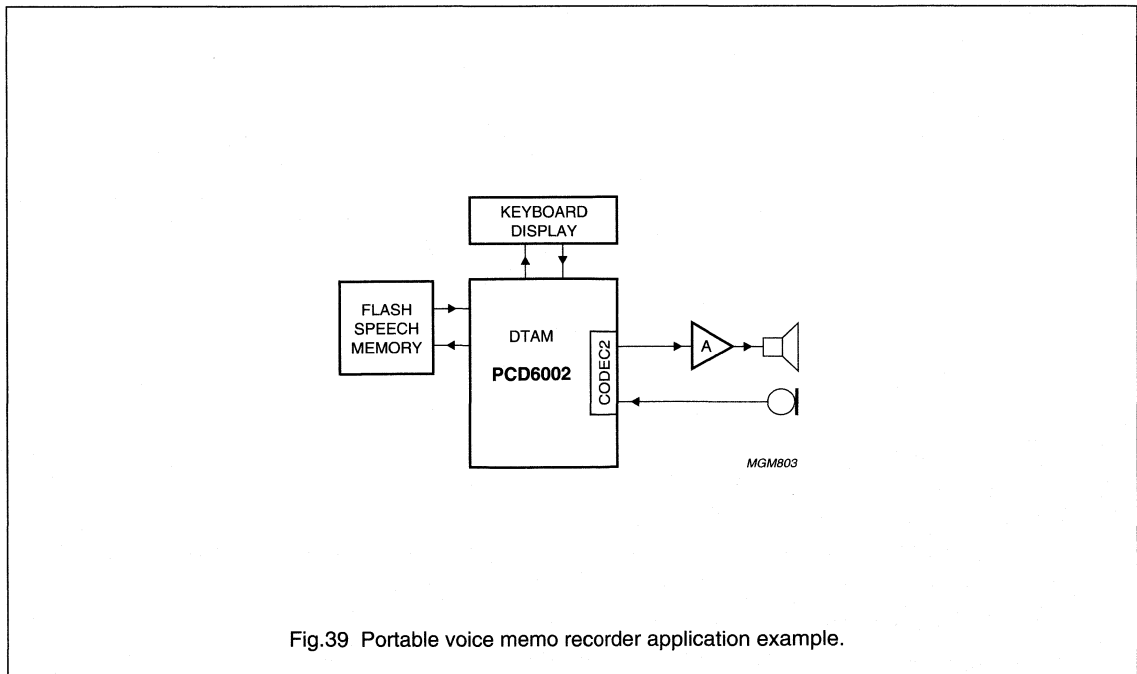 KEYBOARD
DISPLAY
FLASH
SPEECH
MEMORY
DTAM
PCD6002
CODEC2
A
MGM803
Fig.39 Portable voice memo recorder application example.